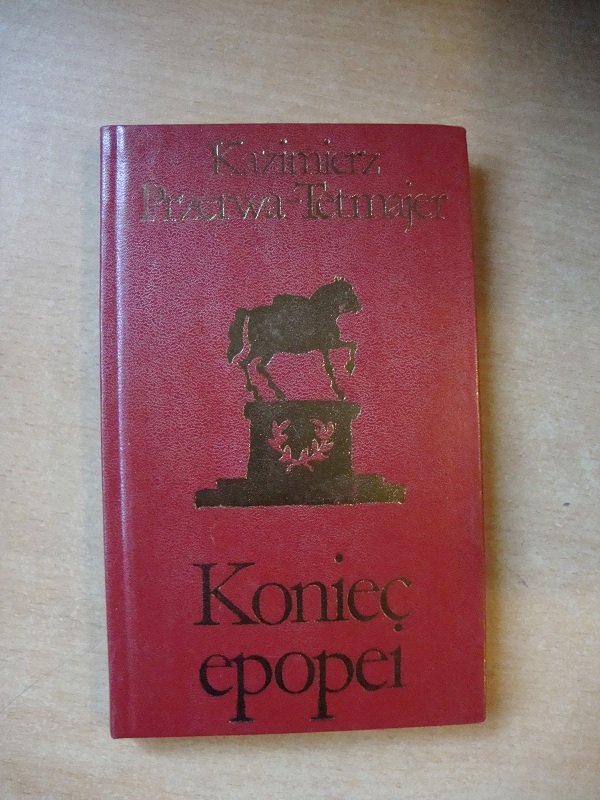 Kazimierz
Przerwa-Tetmajer
Koniec
epopei